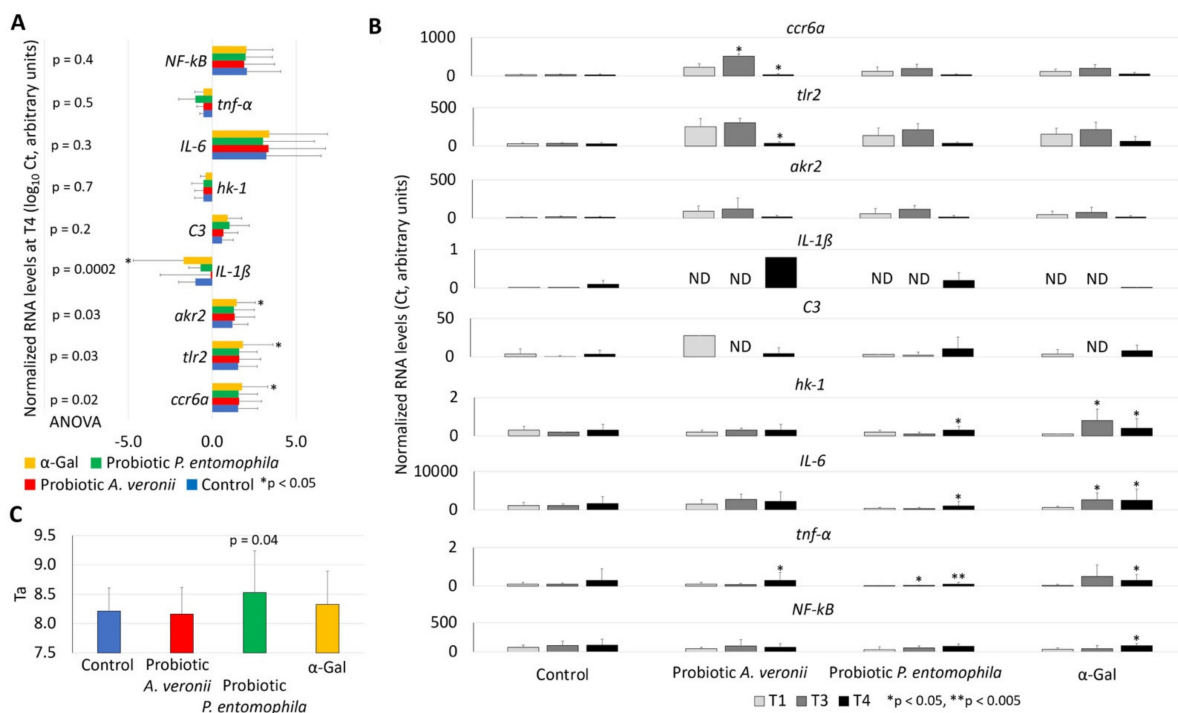 A
Normalized RNA levels at T4 (log10 Ct, arbitrary units)
p = 0.4
NF-kB
p = 0.5
tnf-α
p = 0.3
IL-6
p = 0.7
hk-1
p = 0.2
C3
*
p = 0.0002
IL-1ß
p = 0.03
akr2
*
p = 0.03
tlr2
*
p = 0.02
ccr6a
*
ANOVA
-5.0 0.0 5.0
α-Gal Probiotic P. entomophila
Probiotic A. veronii Control *p < 0.05
B
Normalized RNA levels (Ct, arbitrary units)
ccr6a
1000
0
* *
tlr2
500
0
*
akr2
500
0
IL-1ß
1
0
ND ND ND ND ND ND
C3
50
0
ND ND
hk-1
2
0
* * *
IL-6
10000
0
* * *
tnf-α
2
0
* * ** *
NF-kB
500
0
*
Control Probiotic A. veronii Probiotic P. entomophila α-Gal
T1 T3 T4 *p < 0.05, **p < 0.005
C
Ta
9.5
9.0
8.5
8.0
7.5
p = 0.04
Control Probiotic A. veronii Probiotic P. entomophila α-Gal